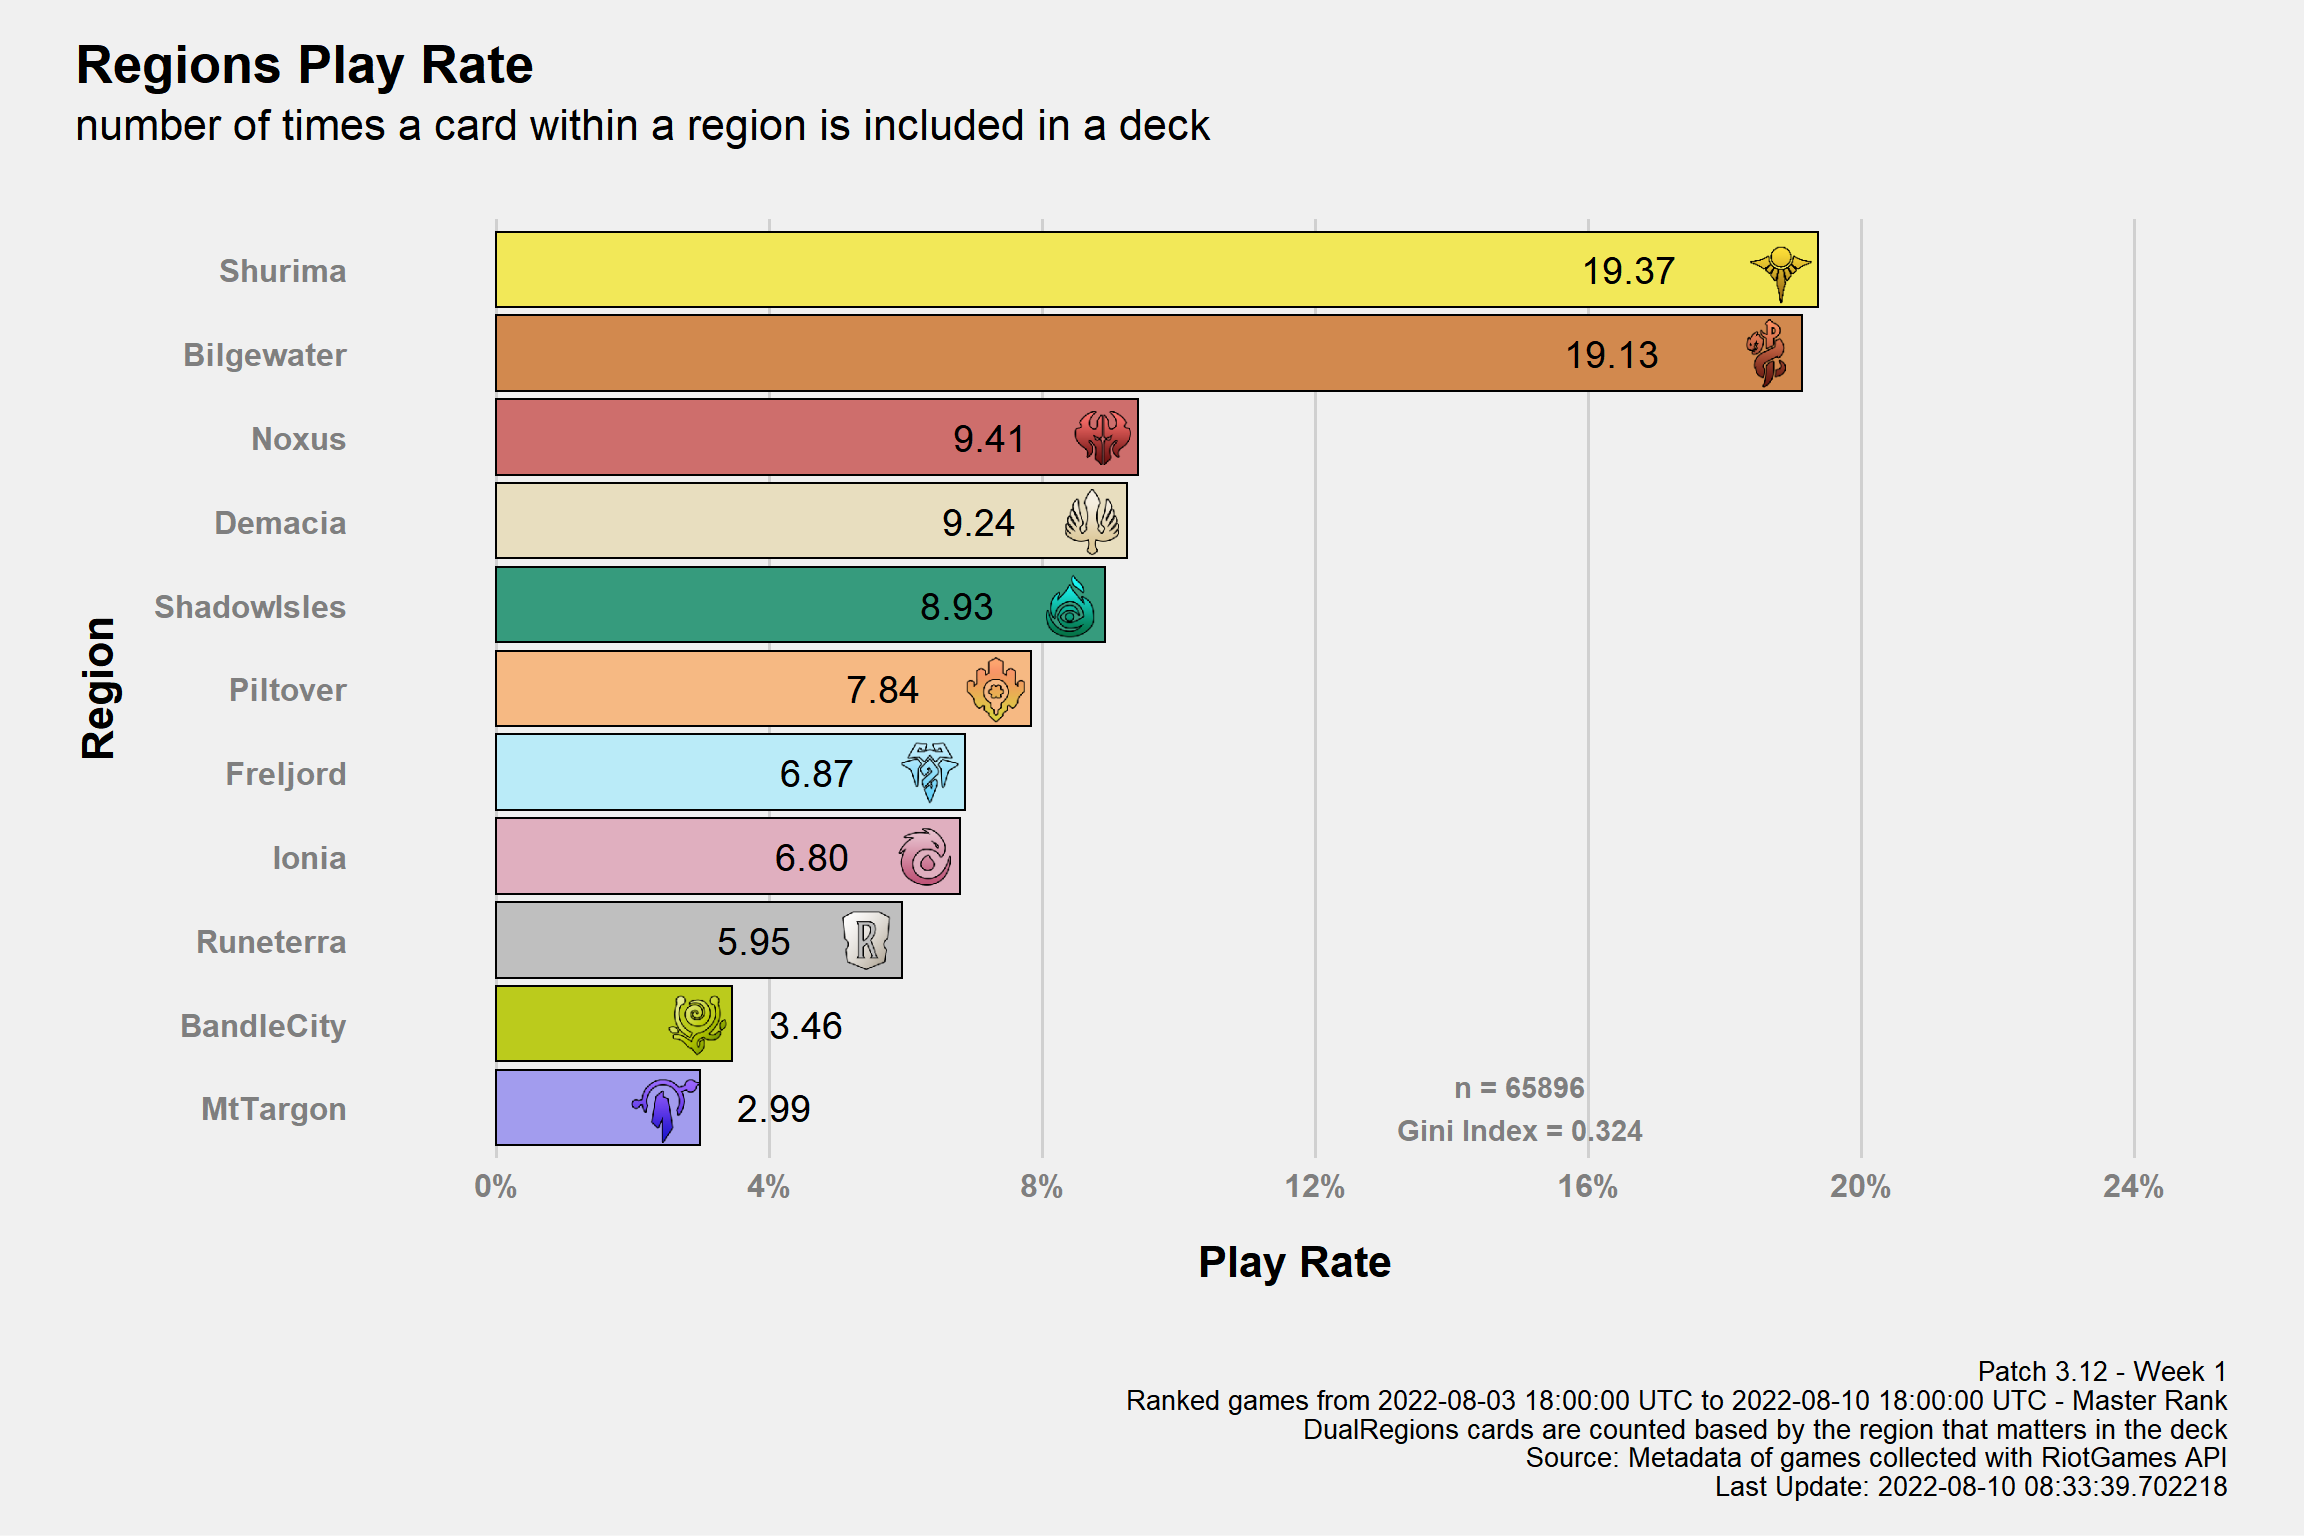 Regions Play Rate
number of times a card within a region is included in a deck
Region
Shurima 19.37
Bilgewater 19.13
Noxus 9.41
Demacia 9.24
ShadowIsles 8.93
Piltover 7.84
Freljord 6.87
Ionia 6.80
Runeterra 5.95 R
BandleCity 3.46
MtTargon 2.99
n = 65896
Gini Index = 0.324
0% 4% 8% 12% 16% 20% 24%
Play Rate
Patch 3.12 - Week 1
Ranked games from 2022-08-03 18:00:00 UTC to 2022-08-10 18:00:00 UTC - Master Rank
DualRegions cards are counted based by the region that matters in the deck
Source: Metadata of games collected with RiotGames API
Last Update: 2022-08-10 08:33:39.702218